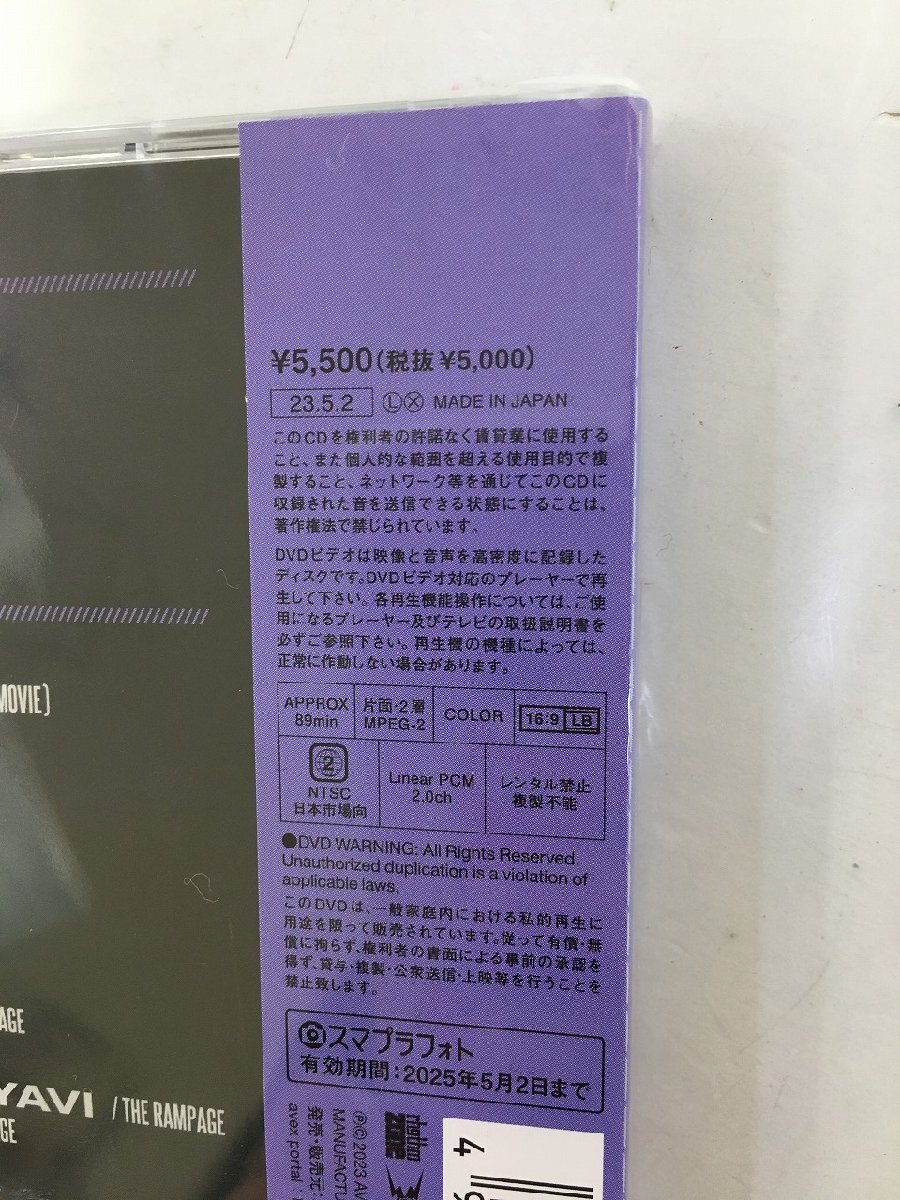 ¥5,500(税抜¥5,000)
23.5.2 ⓁⓍ MADE IN JAPAN
このCDを権利者の許諾なく賃貸業に使用する
こと、また個人的な範囲を超える使用目的で複
製すること、ネットワーク等を通じてこのCDに
収録された音を送信できる状態にすることは、
著作権法で禁じられています。
DVDビデオは映像と音声を高密度に記録した
ディスクです。DVDビデオ対応のプレーヤーで再
生して下さい。各再生機能操作については、ご使
用になるプレーヤー及びテレビの取扱説明書を
必ずご参照下さい。再生機の機種によっては、
正常に作動しない場合があります。
APPROX
89min
片面・2層
MPEG-2
COLOR
16:9 LB
2
NTSC
日本市場向
Linear PCM
2.0ch
レンタル禁止
複製不能
●DVD WARNING: All Rights Reserved.
Unauthorized duplication is a violation of
applicable laws.
このDVDは、一般家庭内における私的再生に
用途を限って販売されています。従って有償・無
償に拘らず、権利者の書面による事前の承認を
得ず、貸与・複製・公衆送信・上映等を行うことを
禁止致します。
スマプラフォト
有効期間:2025年5月2日まで
rhythm
ZONE
Ⓟ© 2023 AV
MANUFACTU
発売・販売元:
avex portal
4
MOVIE)
AGE
YAVI / THE RAMPAGE
GE